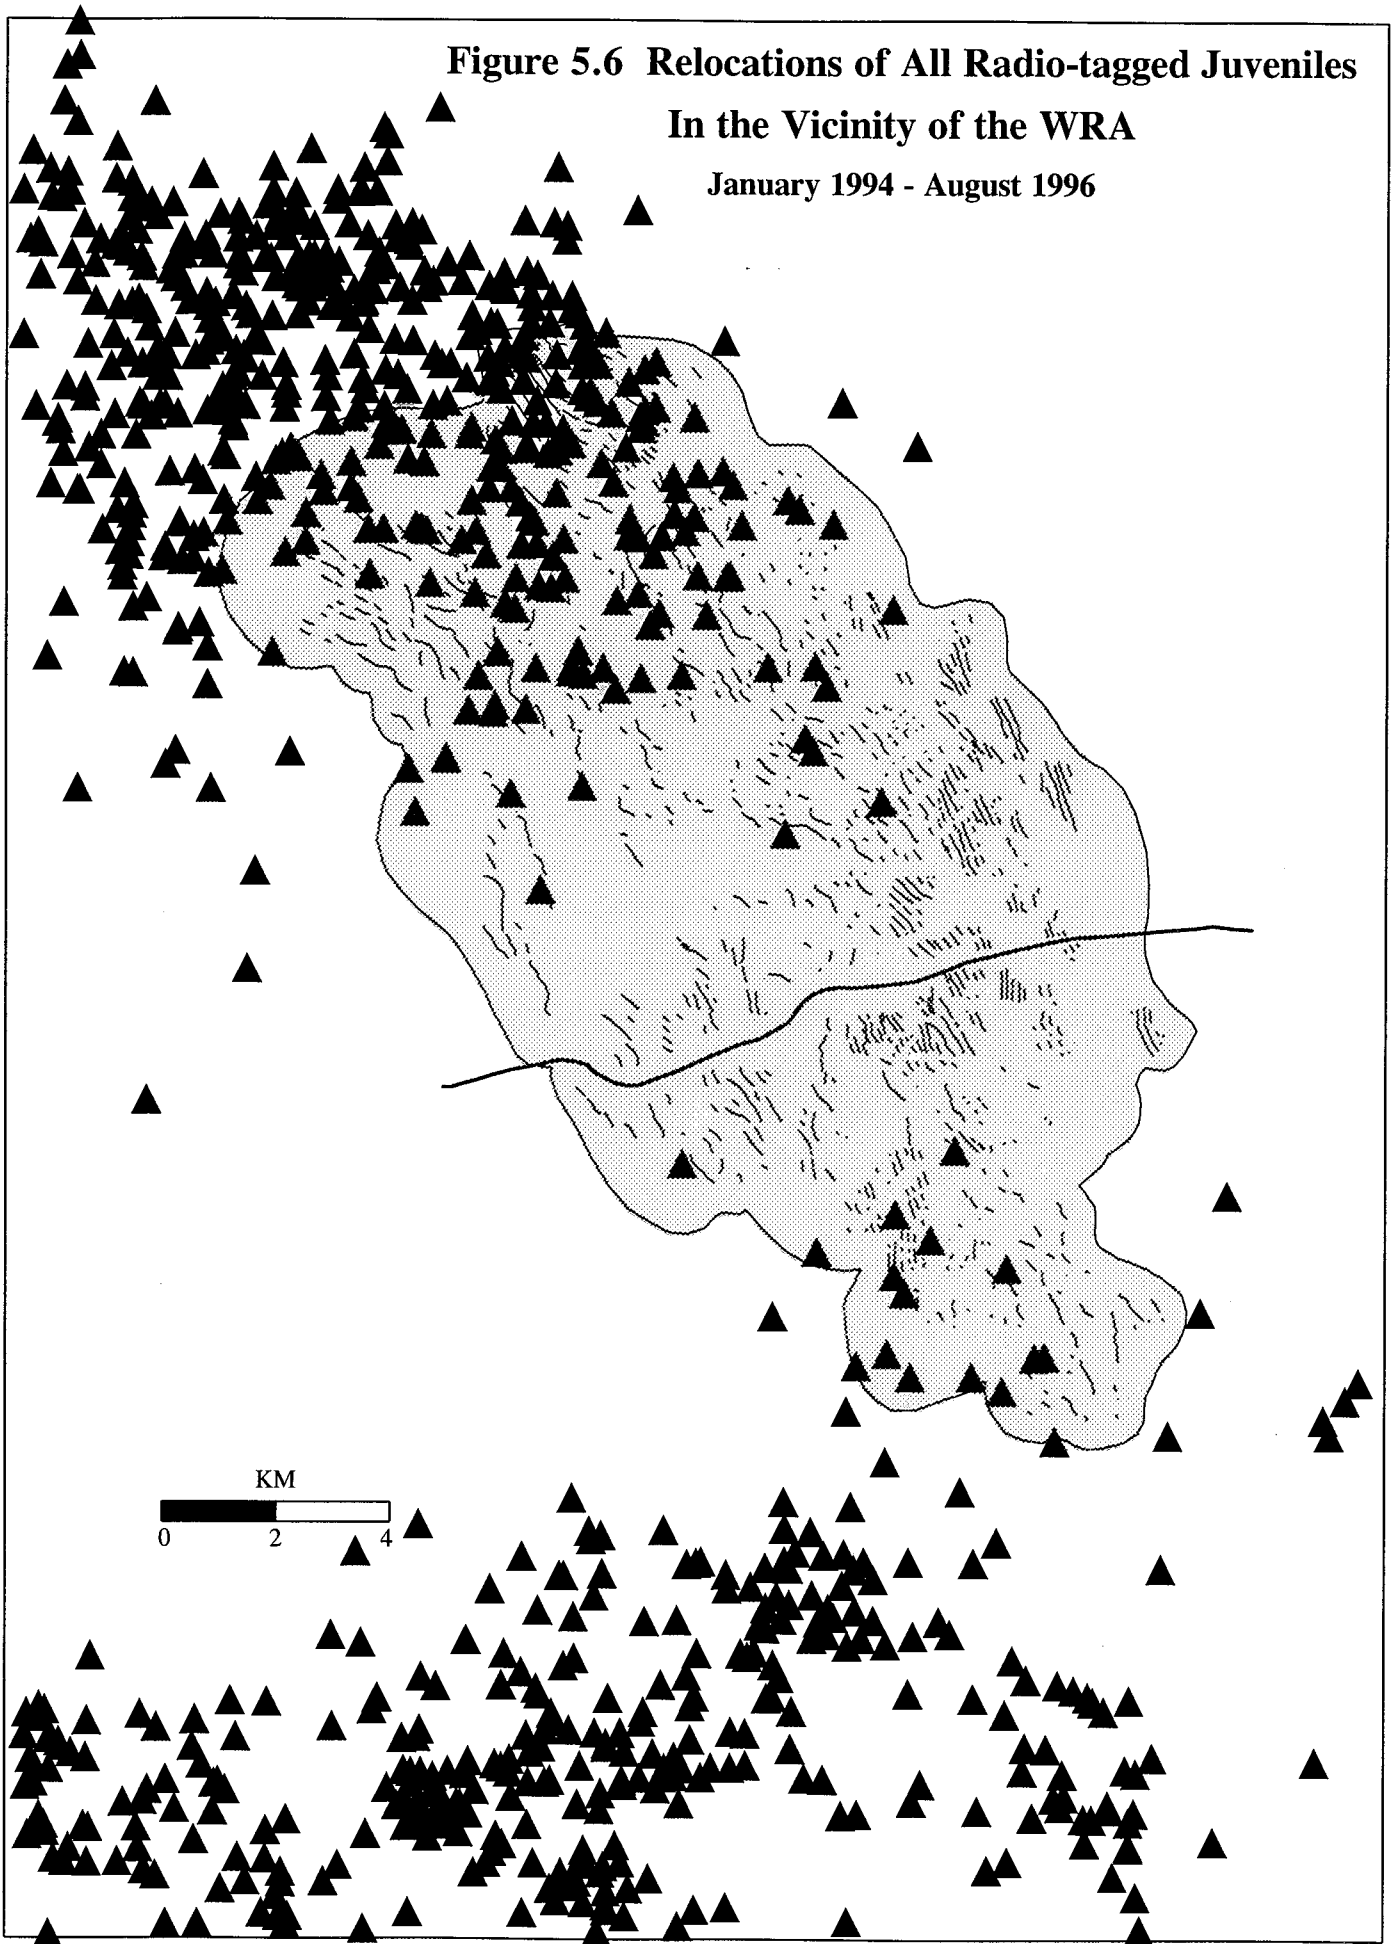 Figure 5.6 Relocations of All Radio-tagged Juveniles
In the Vicinity of the WRA
January 1994 - August 1996
KM
0 2 4